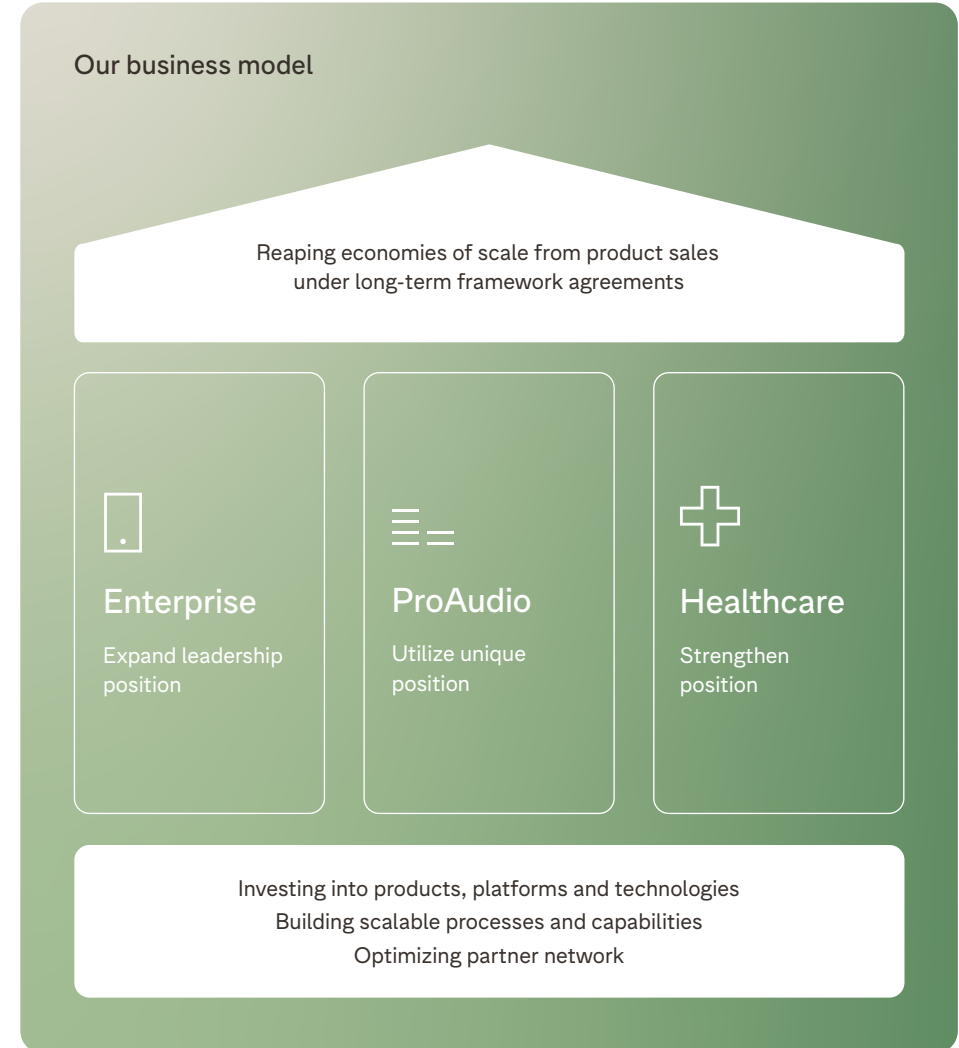 Our business model
Reaping economies of scale from product sales
under long-term framework agreements
Enterprise
Expand leadership
position
ProAudio
Utilize unique
position
Healthcare
Strengthen
position
Investing into products, platforms and technologies
Building scalable processes and capabilities
Optimizing partner network